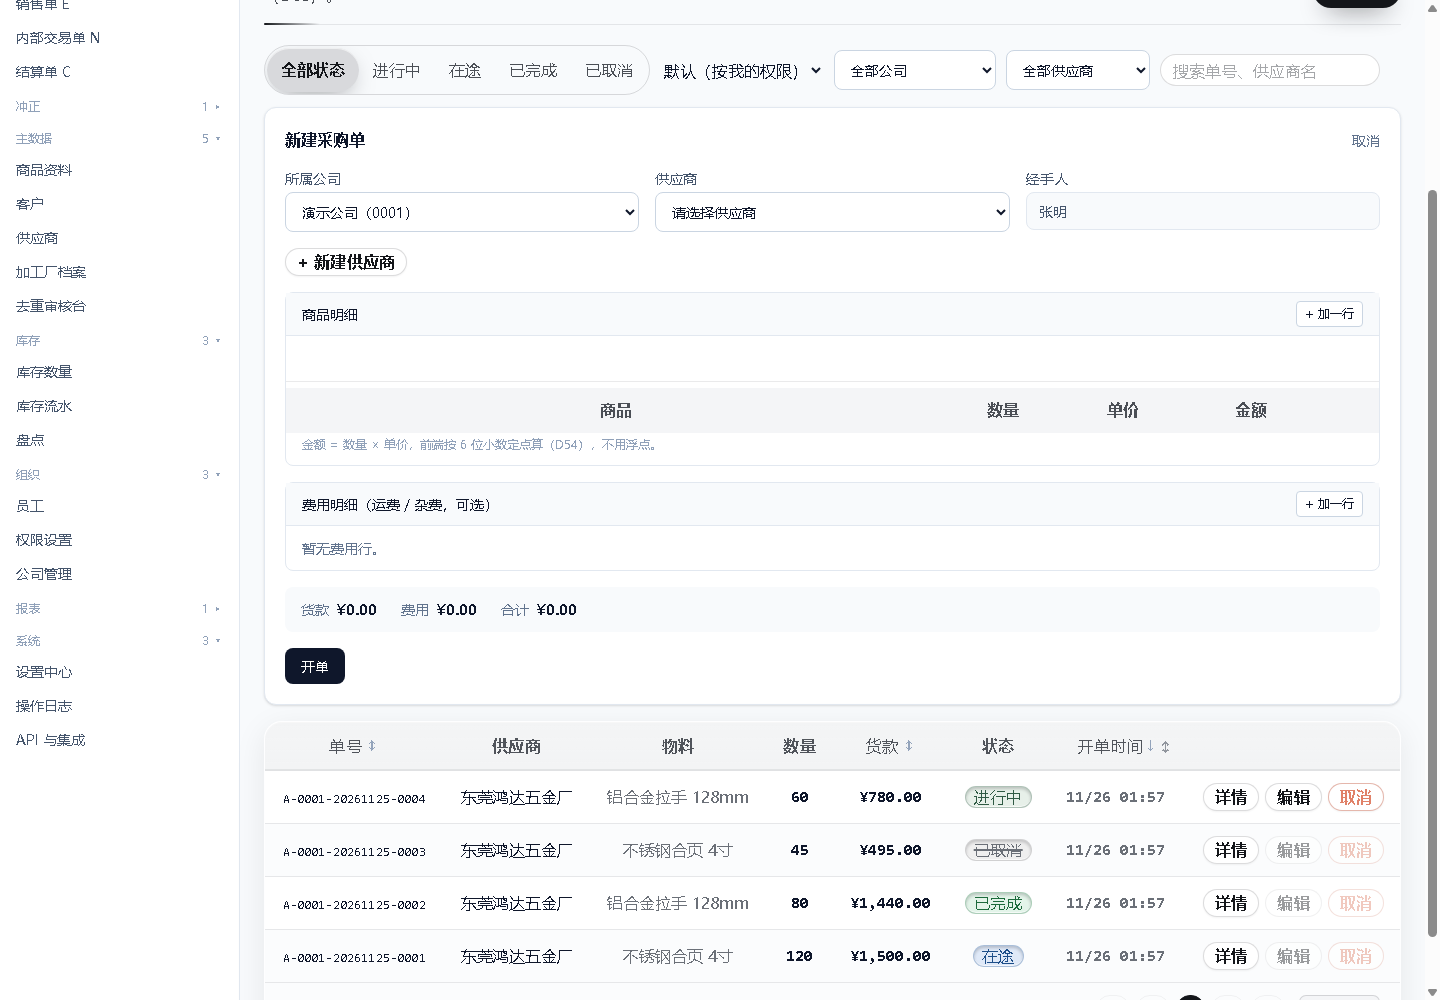 销售单 E
内部交易单 N
结算单 C
冲正 1
主数据 5
商品资料
客户
供应商
加工厂档案
去重审核台
库存 3
库存数量
库存流水
盘点
组织 3
员工
权限设置
公司管理
报表 1
系统 3
设置中心
操作日志
API 与集成
全部状态 进行中 在途 已完成 已取消 默认（按我的权限） 全部公司 全部供应商 搜索单号、供应商名
新建采购单 取消
所属公司 供应商 经手人
演示公司（0001） 请选择供应商 张明
+ 新建供应商
商品明细 + 加一行
商品 数量 单价 金额
金额 = 数量 × 单价，前端按 6 位小数定点算（D54），不用浮点。
费用明细（运费 / 杂费，可选） + 加一行
暂无费用行。
货款 ¥0.00 费用 ¥0.00 合计 ¥0.00
开单
单号 ↕ 供应商 物料 数量 货款 ↕ 状态 开单时间 ↓ ↕
A-0001-20261125-0004 东莞鸿达五金厂 铝合金拉手 128mm 60 ¥780.00 进行中 11/26 01:57 详情 编辑 取消
A-0001-20261125-0003 东莞鸿达五金厂 不锈钢合页 4寸 45 ¥495.00 已取消 11/26 01:57 详情 编辑 取消
A-0001-20261125-0002 东莞鸿达五金厂 铝合金拉手 128mm 80 ¥1,440.00 已完成 11/26 01:57 详情 编辑 取消
A-0001-20261125-0001 东莞鸿达五金厂 不锈钢合页 4寸 120 ¥1,500.00 在途 11/26 01:57 详情 编辑 取消